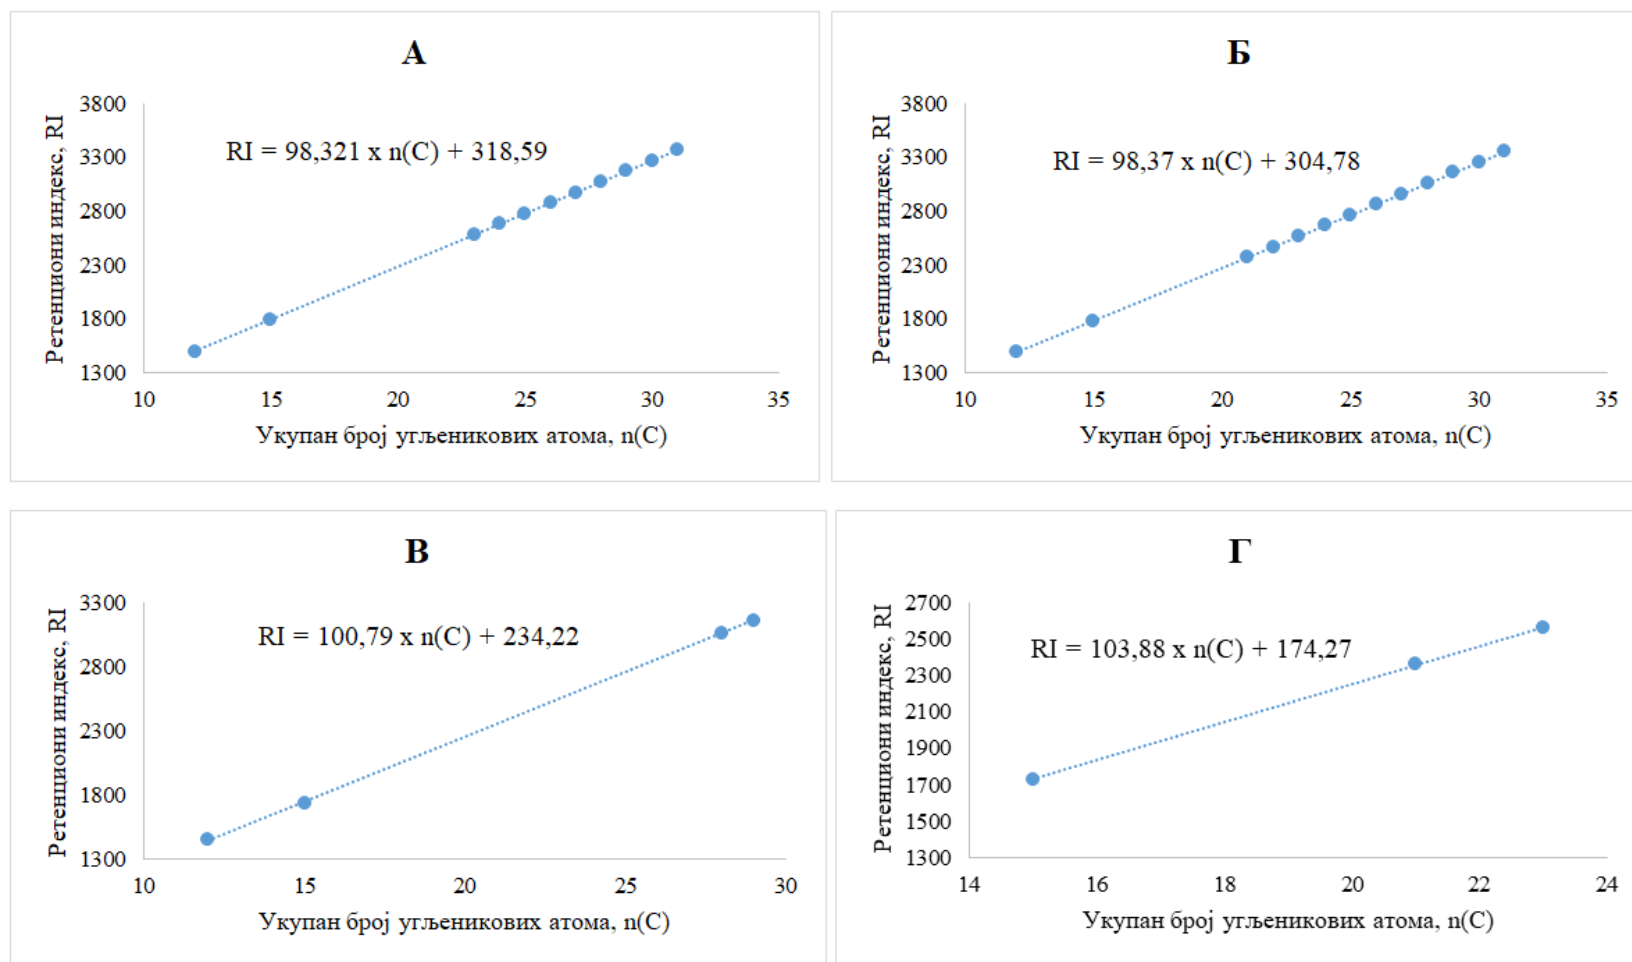 А
Ретенциони индекс, RI
3800
3300
2800
2300
1800
1300
RI = 98,321 x n(C) + 318,59
10 15 20 25 30 35
Укупан број угљеникових атома, n(C)
Б
Ретенциони индекс, RI
3800
3300
2800
2300
1800
1300
RI = 98,37 x n(C) + 304,78
10 15 20 25 30 35
Укупан број угљеникових атома, n(C)
В
Ретенциони индекс, RI
3300
2800
2300
1800
1300
RI = 100,79 x n(C) + 234,22
10 15 20 25 30
Укупан број угљеникових атома, n(C)
Г
Ретенциони индекс, RI
2700
2500
2300
2100
1900
1700
1500
1300
RI = 103,88 x n(C) + 174,27
14 16 18 20 22 24
Укупан број угљеникових атома, n(C)